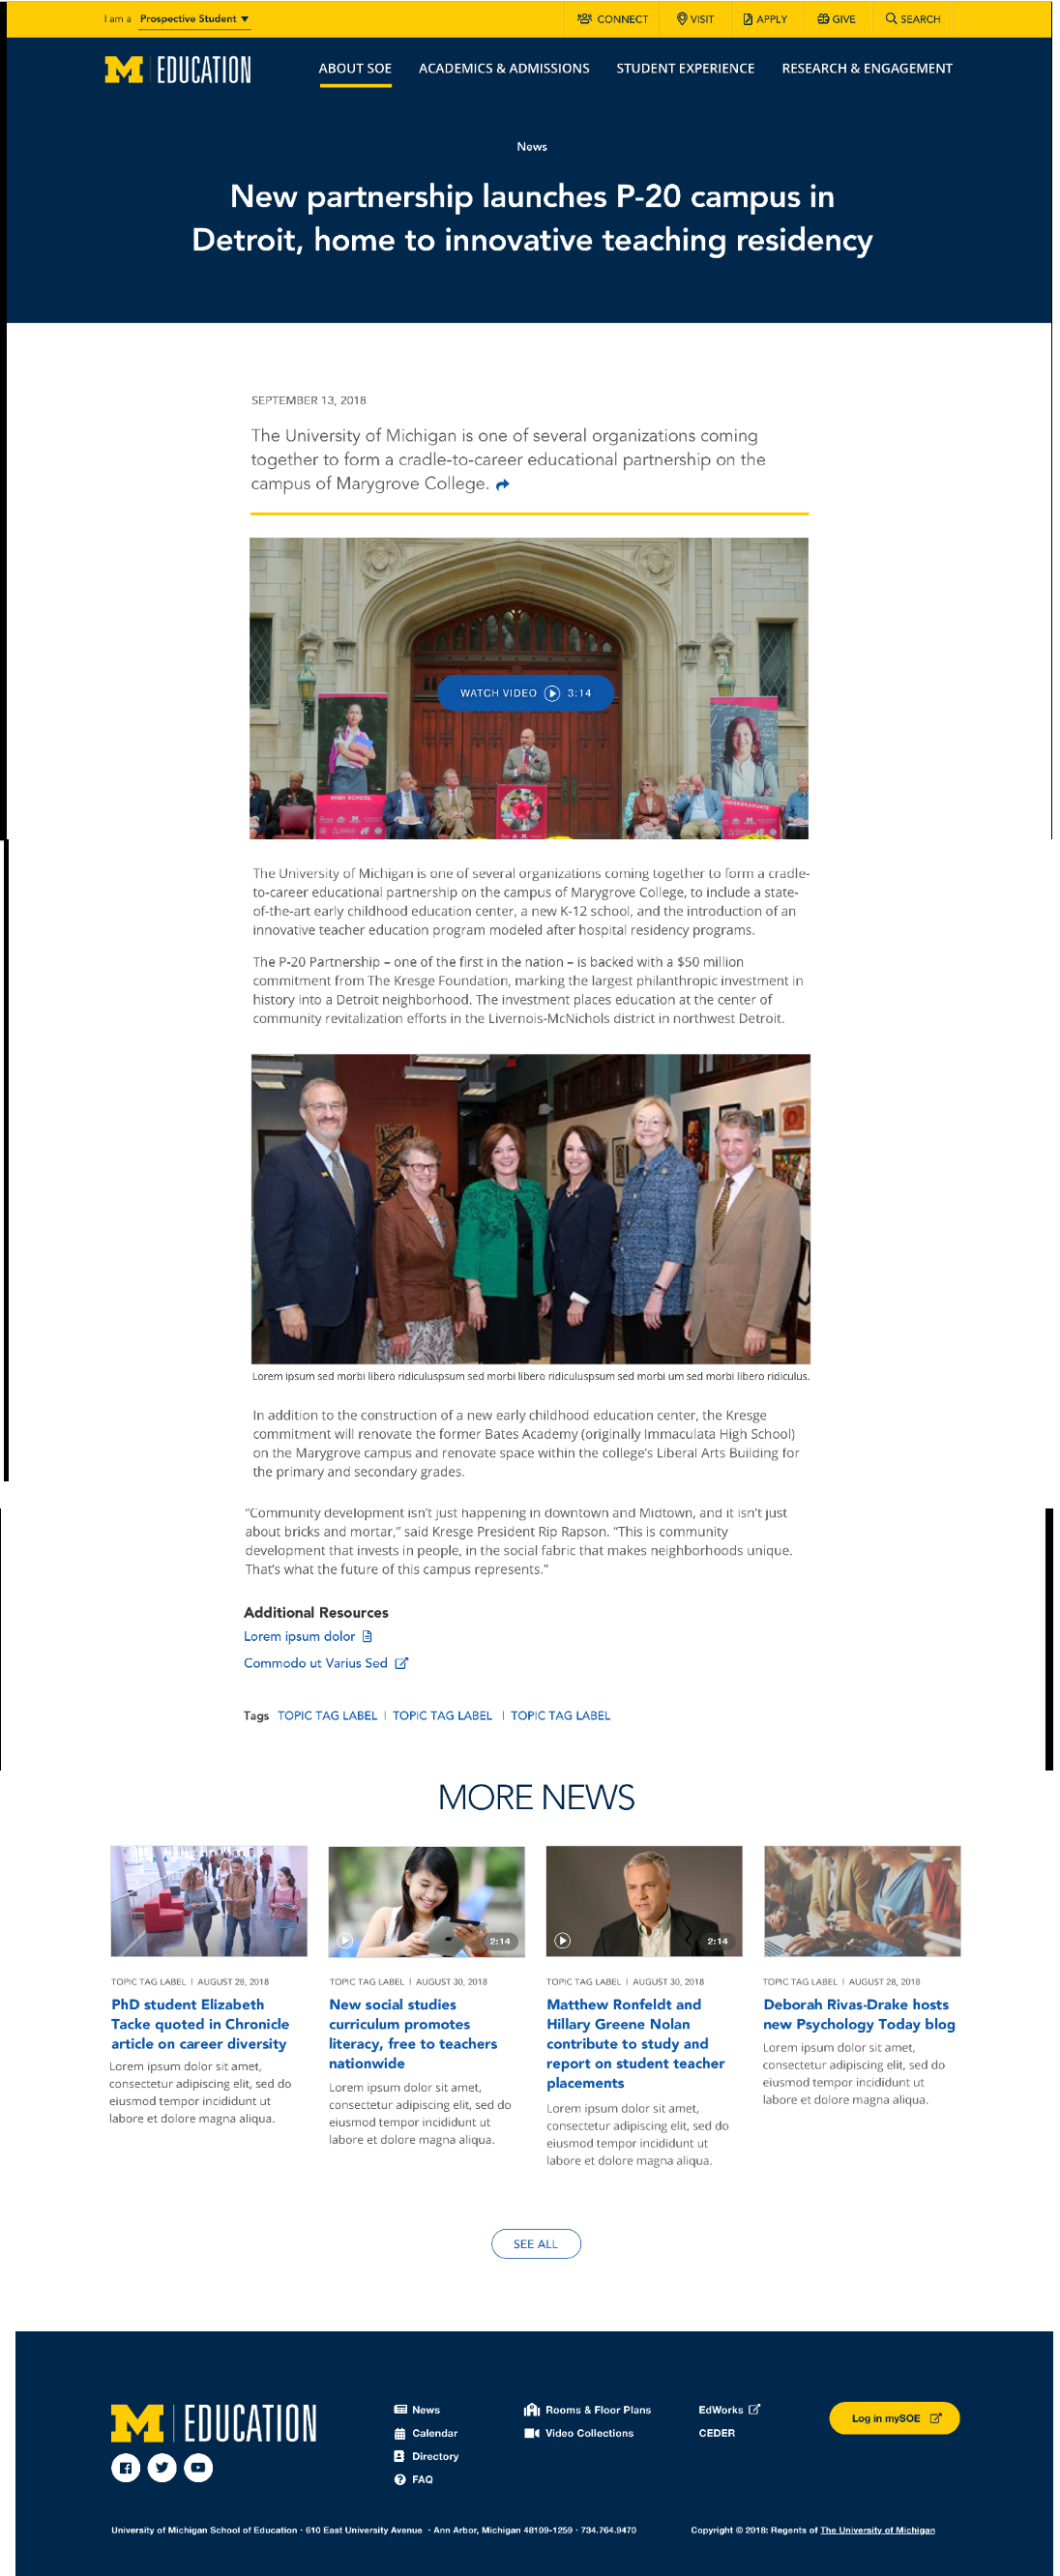 I am a Prospective Student
CONNECT
VISIT
APPLY
GIVE
SEARCH
M EDUCATION
ABOUT SOE
ACADEMICS & ADMISSIONS
STUDENT EXPERIENCE
RESEARCH & ENGAGEMENT
News
New partnership launches P-20 campus in
Detroit, home to innovative teaching residency
SEPTEMBER 13, 2018
The University of Michigan is one of several organizations coming
together to form a cradle-to-career educational partnership on the
campus of Marygrove College.
WATCH VIDEO 3:14
HIGH SCHOOL
The University of Michigan is one of several organizations coming together to form a cradle-
to-career educational partnership on the campus of Marygrove College, to include a state-
of-the-art early childhood education center, a new K-12 school, and the introduction of an
innovative teacher education program modeled after hospital residency programs.
The P-20 Partnership – one of the first in the nation – is backed with a $50 million
commitment from The Kresge Foundation, marking the largest philanthropic investment in
history into a Detroit neighborhood. The investment places education at the center of
community revitalization efforts in the Livernois-McNichols district in northwest Detroit.
Lorem ipsum sed morbi libero ridiculuspsum sed morbi libero ridiculuspsum sed morbi um sed morbi libero ridiculus.
In addition to the construction of a new early childhood education center, the Kresge
commitment will renovate the former Bates Academy (originally Immaculata High School)
on the Marygrove campus and renovate space within the college's Liberal Arts Building for
the primary and secondary grades.
“Community development isn't just happening in downtown and Midtown, and it isn't just
about bricks and mortar,” said Kresge President Rip Rapson. “This is community
development that invests in people, in the social fabric that makes neighborhoods unique.
That's what the future of this campus represents.”
Additional Resources
Lorem ipsum dolor
Commodo ut Varius Sed
Tags TOPIC TAG LABEL | TOPIC TAG LABEL | TOPIC TAG LABEL
MORE NEWS
TOPIC TAG LABEL | AUGUST 28, 2018
PhD student Elizabeth
Tacke quoted in Chronicle
article on career diversity
Lorem ipsum dolor sit amet,
consectetur adipiscing elit, sed do
eiusmod tempor incididunt ut
labore et dolore magna aliqua.
2:14
TOPIC TAG LABEL | AUGUST 30, 2018
New social studies
curriculum promotes
literacy, free to teachers
nationwide
Lorem ipsum dolor sit amet,
consectetur adipiscing elit, sed do
eiusmod tempor incididunt ut
labore et dolore magna aliqua.
2:14
TOPIC TAG LABEL | AUGUST 30, 2018
Matthew Ronfeldt and
Hillary Greene Nolan
contribute to study and
report on student teacher
placements
Lorem ipsum dolor sit amet,
consectetur adipiscing elit, sed do
eiusmod tempor incididunt ut
labore et dolore magna aliqua.
TOPIC TAG LABEL | AUGUST 28, 2018
Deborah Rivas-Drake hosts
new Psychology Today blog
Lorem ipsum dolor sit amet,
consectetur adipiscing elit, sed do
eiusmod tempor incididunt ut
labore et dolore magna aliqua.
SEE ALL
M EDUCATION
News
Calendar
Directory
FAQ
Rooms & Floor Plans
Video Collections
EdWorks
CEDER
Log in mySOE
University of Michigan School of Education · 610 East University Avenue · Ann Arbor, Michigan 48109-1259 · 734.764.9470
Copyright © 2018: Regents of The University of Michigan